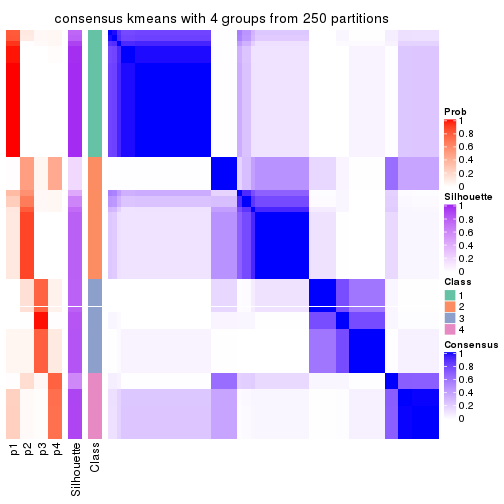 consensus kmeans with 4 groups from 250 partitions
Prob
1
0.8
0.6
0.4
0.2
0
Silhouette
1
0.8
0.6
0.4
0.2
0
Class
1
2
3
4
Consensus
1
0.8
0.6
0.4
0.2
0
p1
p2
p3
p4
Silhouette
Class